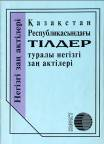 Қазақстан
Республикасындағы
ТІЛДЕР
туралы негізгі
заң актілері
Негізгі заң актілері